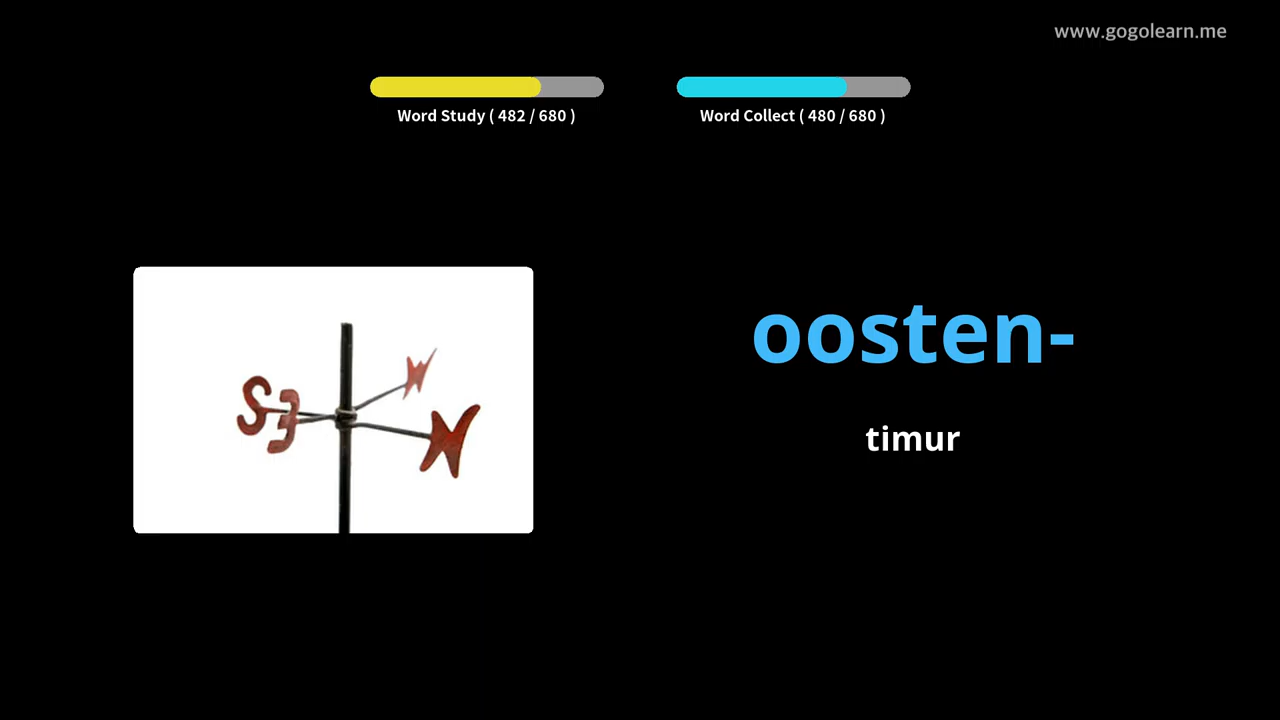 www.gogolearn.me
Word Study ( 482 / 680 )
Word Collect ( 480 / 680 )
oosten-
timur
S
E
N